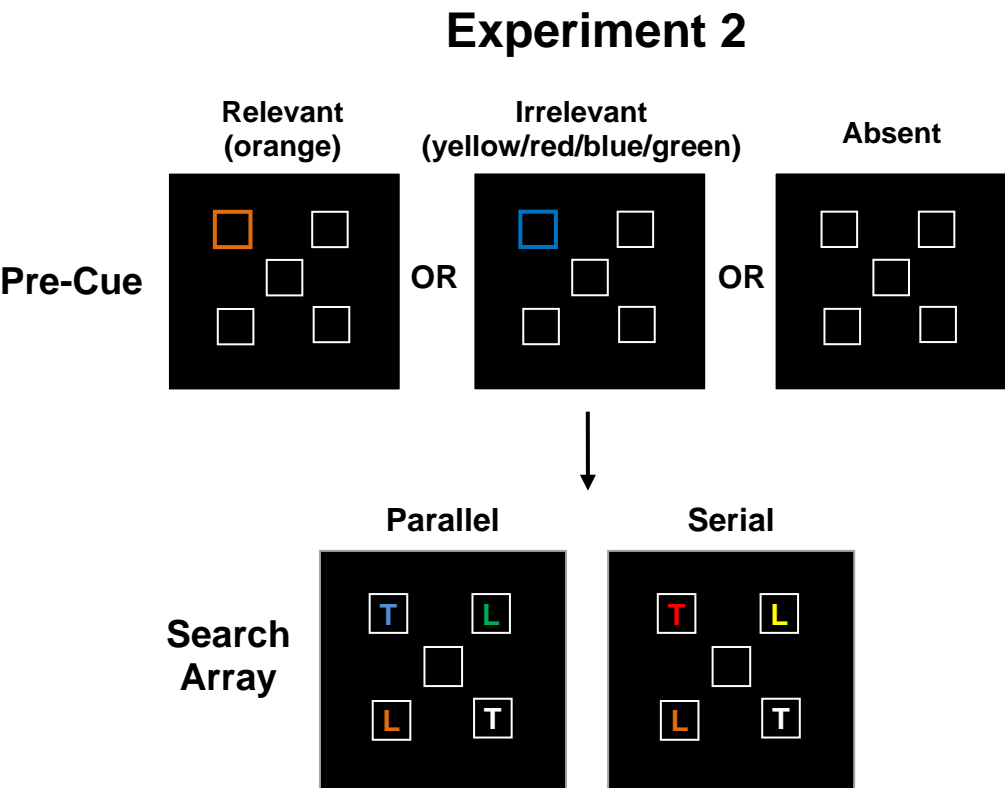 Experiment 2
Relevant
(orange)
Irrelevant
(yellow/red/blue/green)
Absent
Pre-Cue
OR
OR
Parallel
Serial
Search
Array
T L
L T
T L
L T